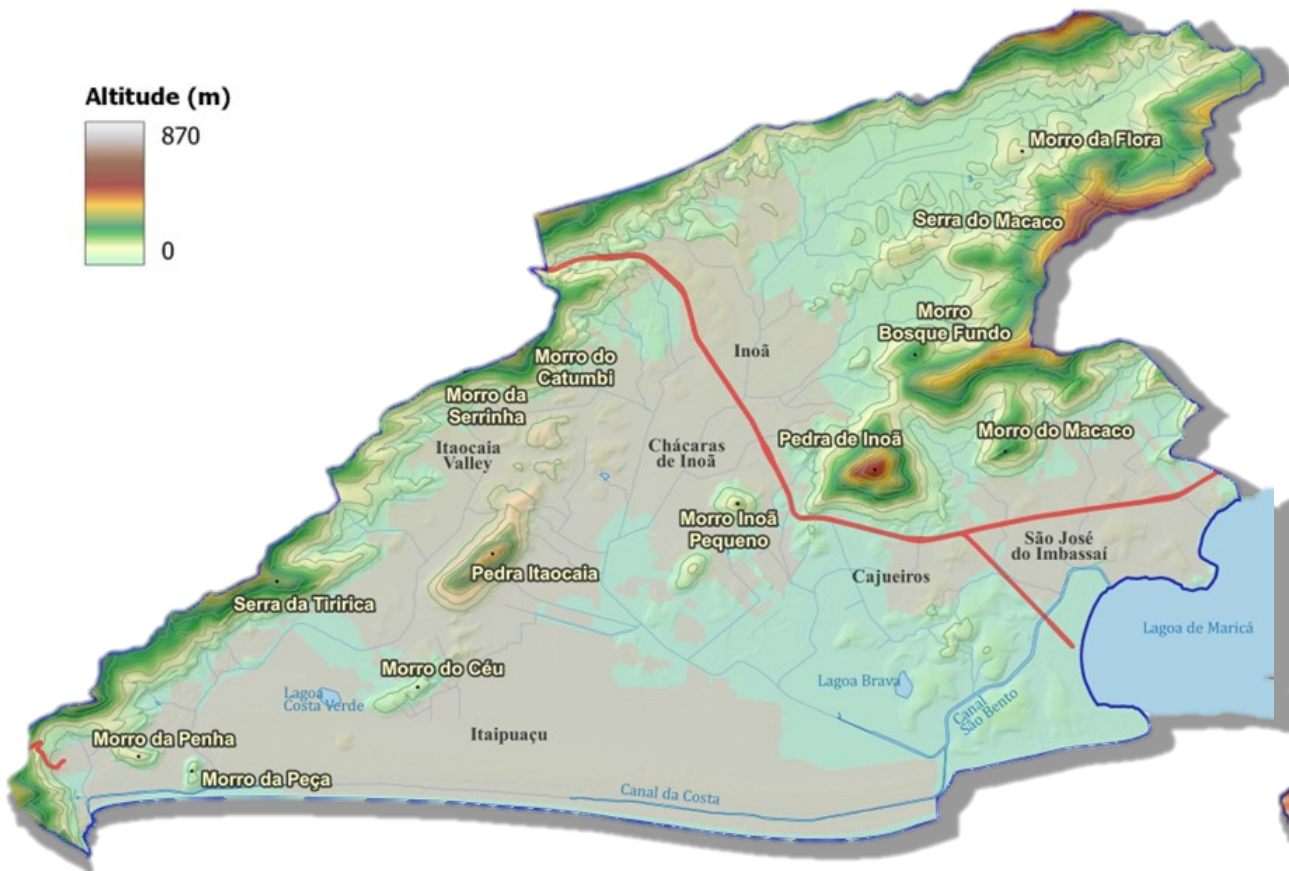 Altitude (m)
870
0
Morro da Flora
Serra do Macaco
Morro
Bosque Fundo
Inoã
Morro do
Catumbi
Morro da
Serrinha
Itaocaia
Valley
Chácaras
de Inoã
Pedra de Inoã
Morro do Macaco
Morro Inoã
Pequeno
São José
do Imbassaí
Pedra Itaocaia
Cajueiros
Serra da Tiririca
Lagoa de Maricá
Morro do Céu
Lagoa Brava
Lagoa
Costa Verde
Canal
São Bento
Itaipuaçu
Morro da Penha
Morro da Peça
Canal da Costa